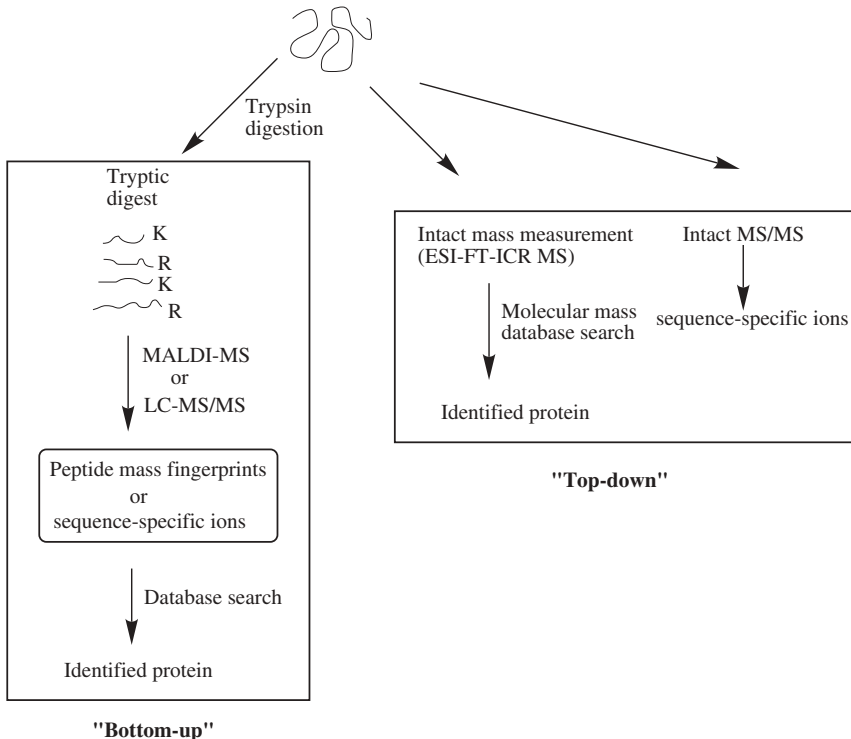 Trypsin
digestion
Tryptic
digest
K
R
K
R
MALDI-MS
or
LC-MS/MS
Peptide mass fingerprints
or
sequence-specific ions
Database search
Identified protein
"Bottom-up"
Intact mass measurement
(ESI-FT-ICR MS)
Molecular mass
database search
Identified protein
Intact MS/MS
sequence-specific ions
"Top-down"